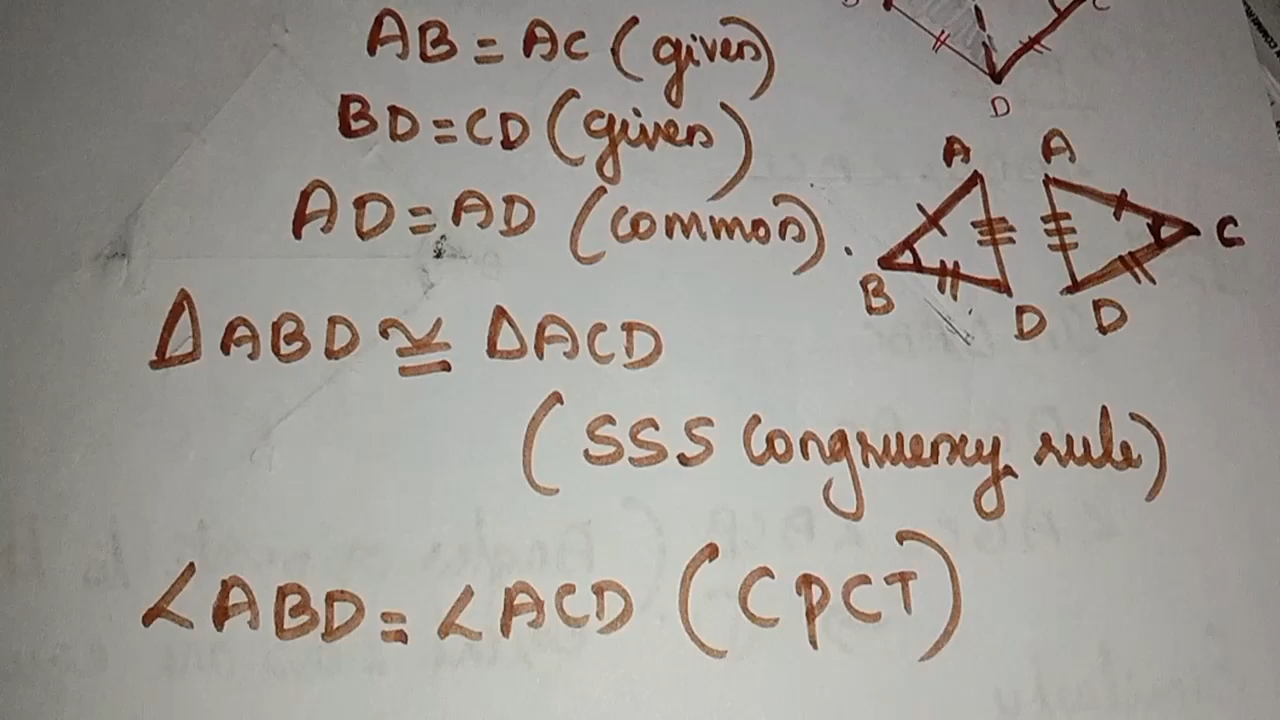 AB = AC (given)
BD = CD (given)
AD = AD (common).
ΔABD ≅ ΔACD
(SSS Congruency rule)
∠ABD = ∠ACD (CPCT)
C
D
A A
B D D C